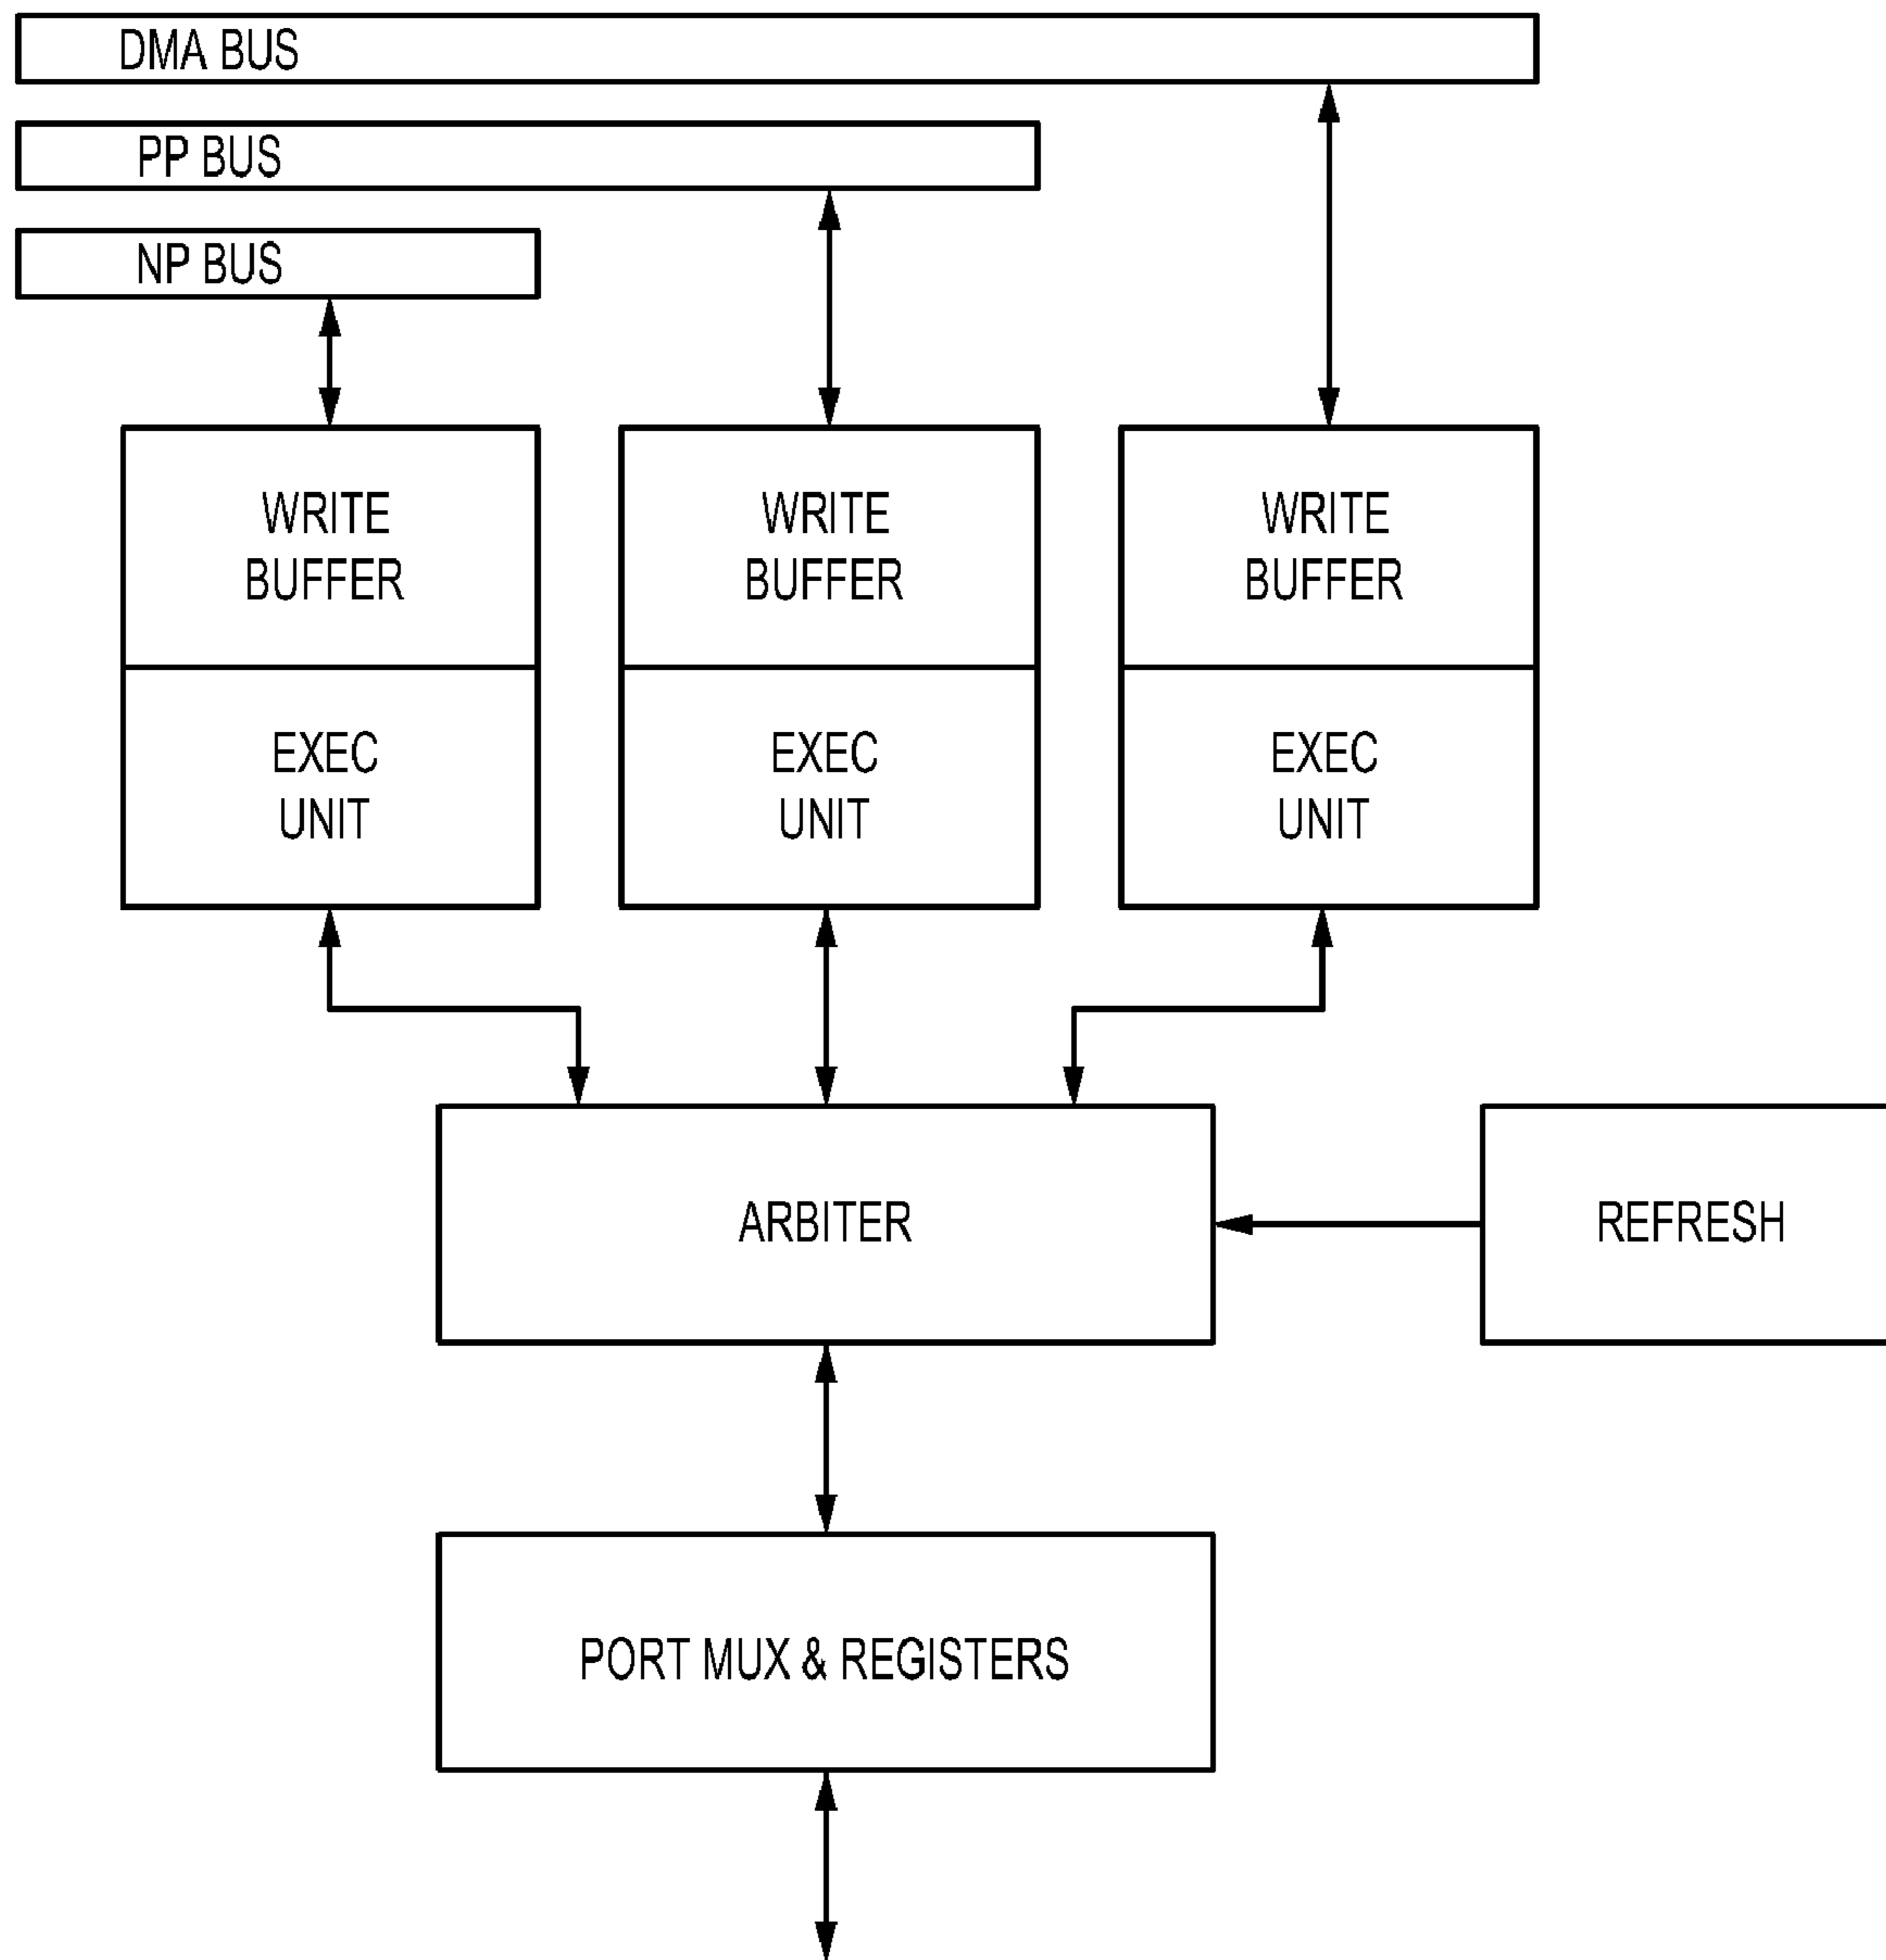 DMA BUS
PP BUS
NP BUS
WRITE
BUFFER
WRITE
BUFFER
WRITE
BUFFER
EXEC
UNIT
EXEC
UNIT
EXEC
UNIT
ARBITER
REFRESH
PORT MUX & REGISTERS